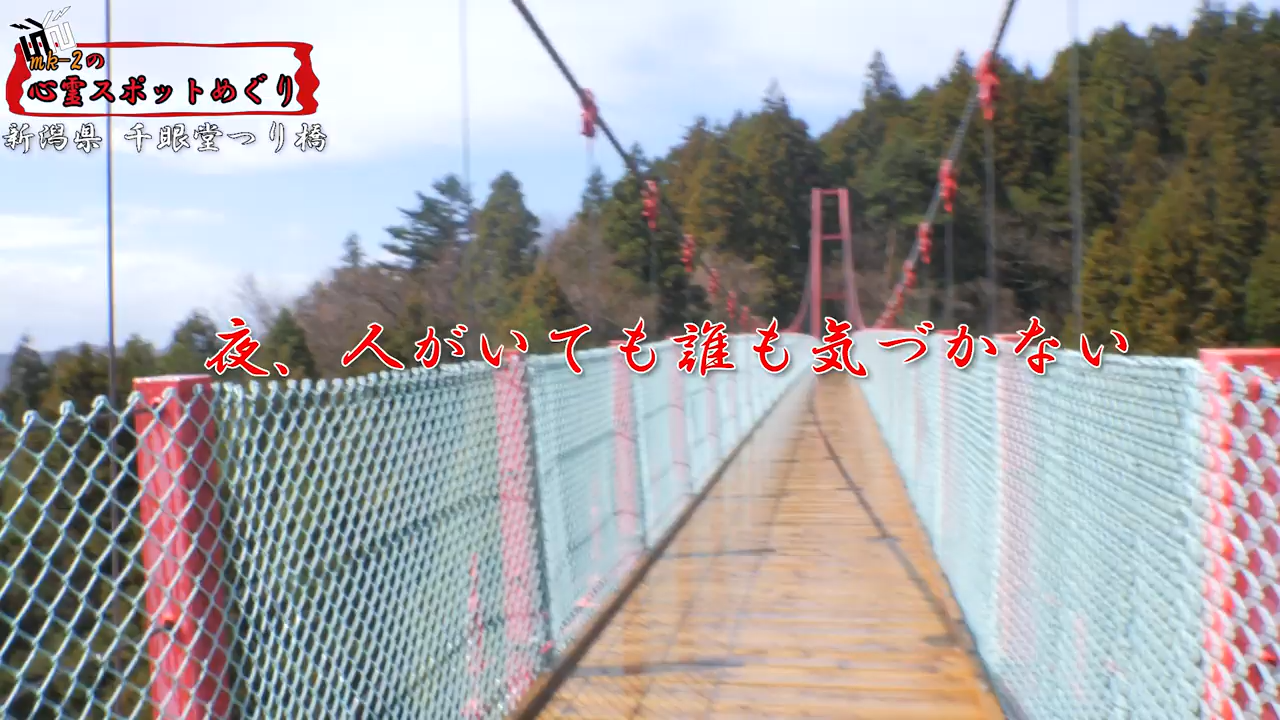 mk-2の
心霊スポットめぐり
新潟県 千眼堂つり橋
夜、人がいても誰も気づかない